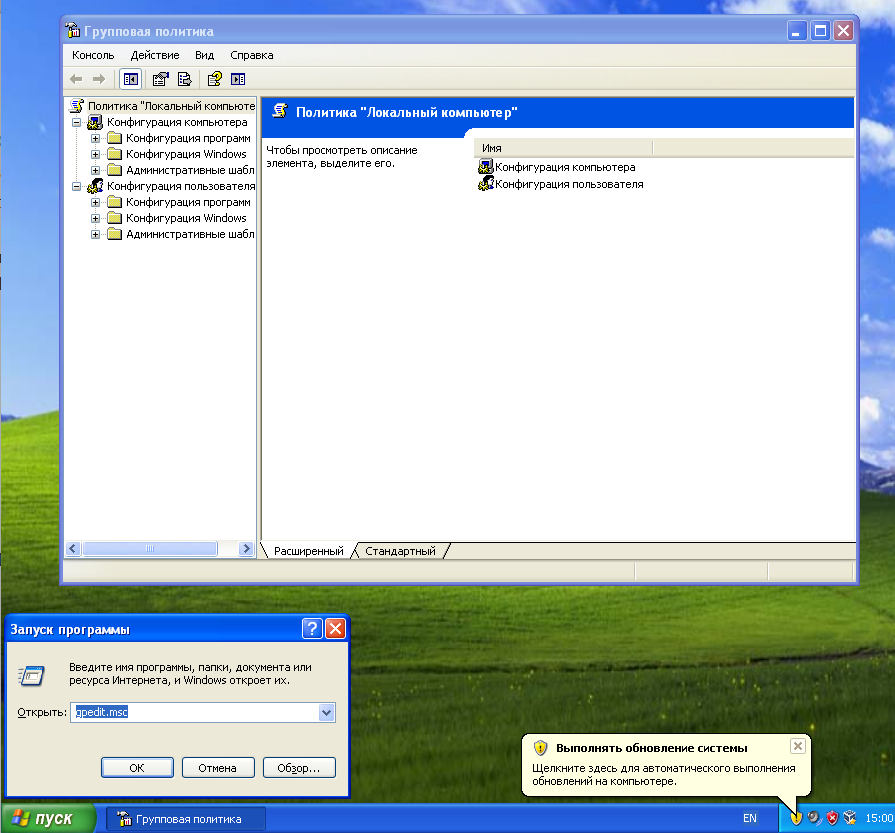 Групповая политика
Консоль Действие Вид Справка
Политика "Локальный компьюте
Конфигурация компьютера
Конфигурация программ
Конфигурация Windows
Административные шабл
Конфигурация пользователя
Конфигурация программ
Конфигурация Windows
Административные шабл
Политика "Локальный компьютер"
Чтобы просмотреть описание
элемента, выделите его.
Имя
Конфигурация компьютера
Конфигурация пользователя
Расширенный Стандартный
Запуск программы
Введите имя программы, папки, документа или
ресурса Интернета, и Windows откроет их.
Открыть: gpedit.msc
ОК Отмена Обзор...
Выполнять обновление системы
Щелкните здесь для автоматического выполнения
обновлений на компьютере.
пуск Групповая политика EN 15:00